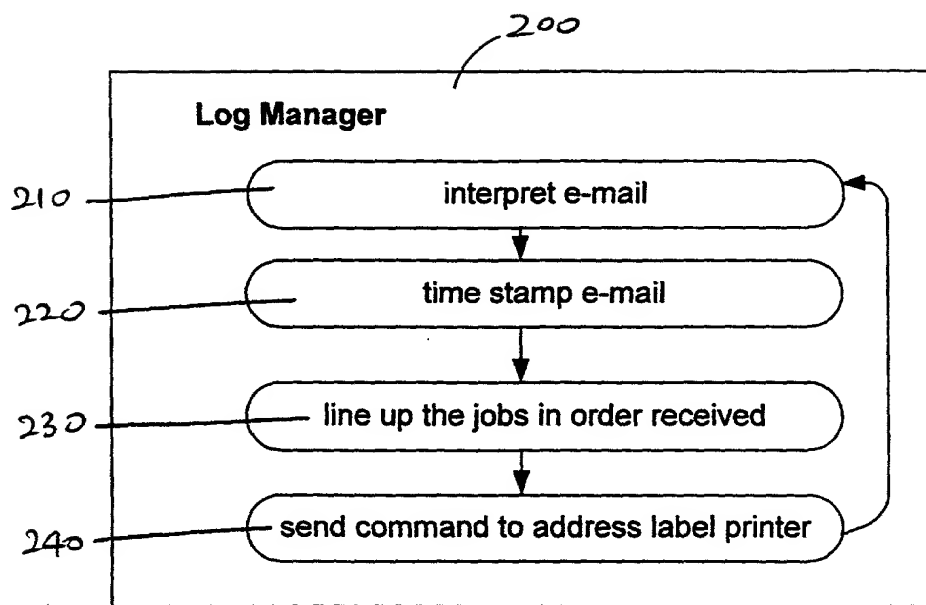 200
Log Manager
210
interpret e-mail
220
time stamp e-mail
230
line up the jobs in order received
240
send command to address label printer